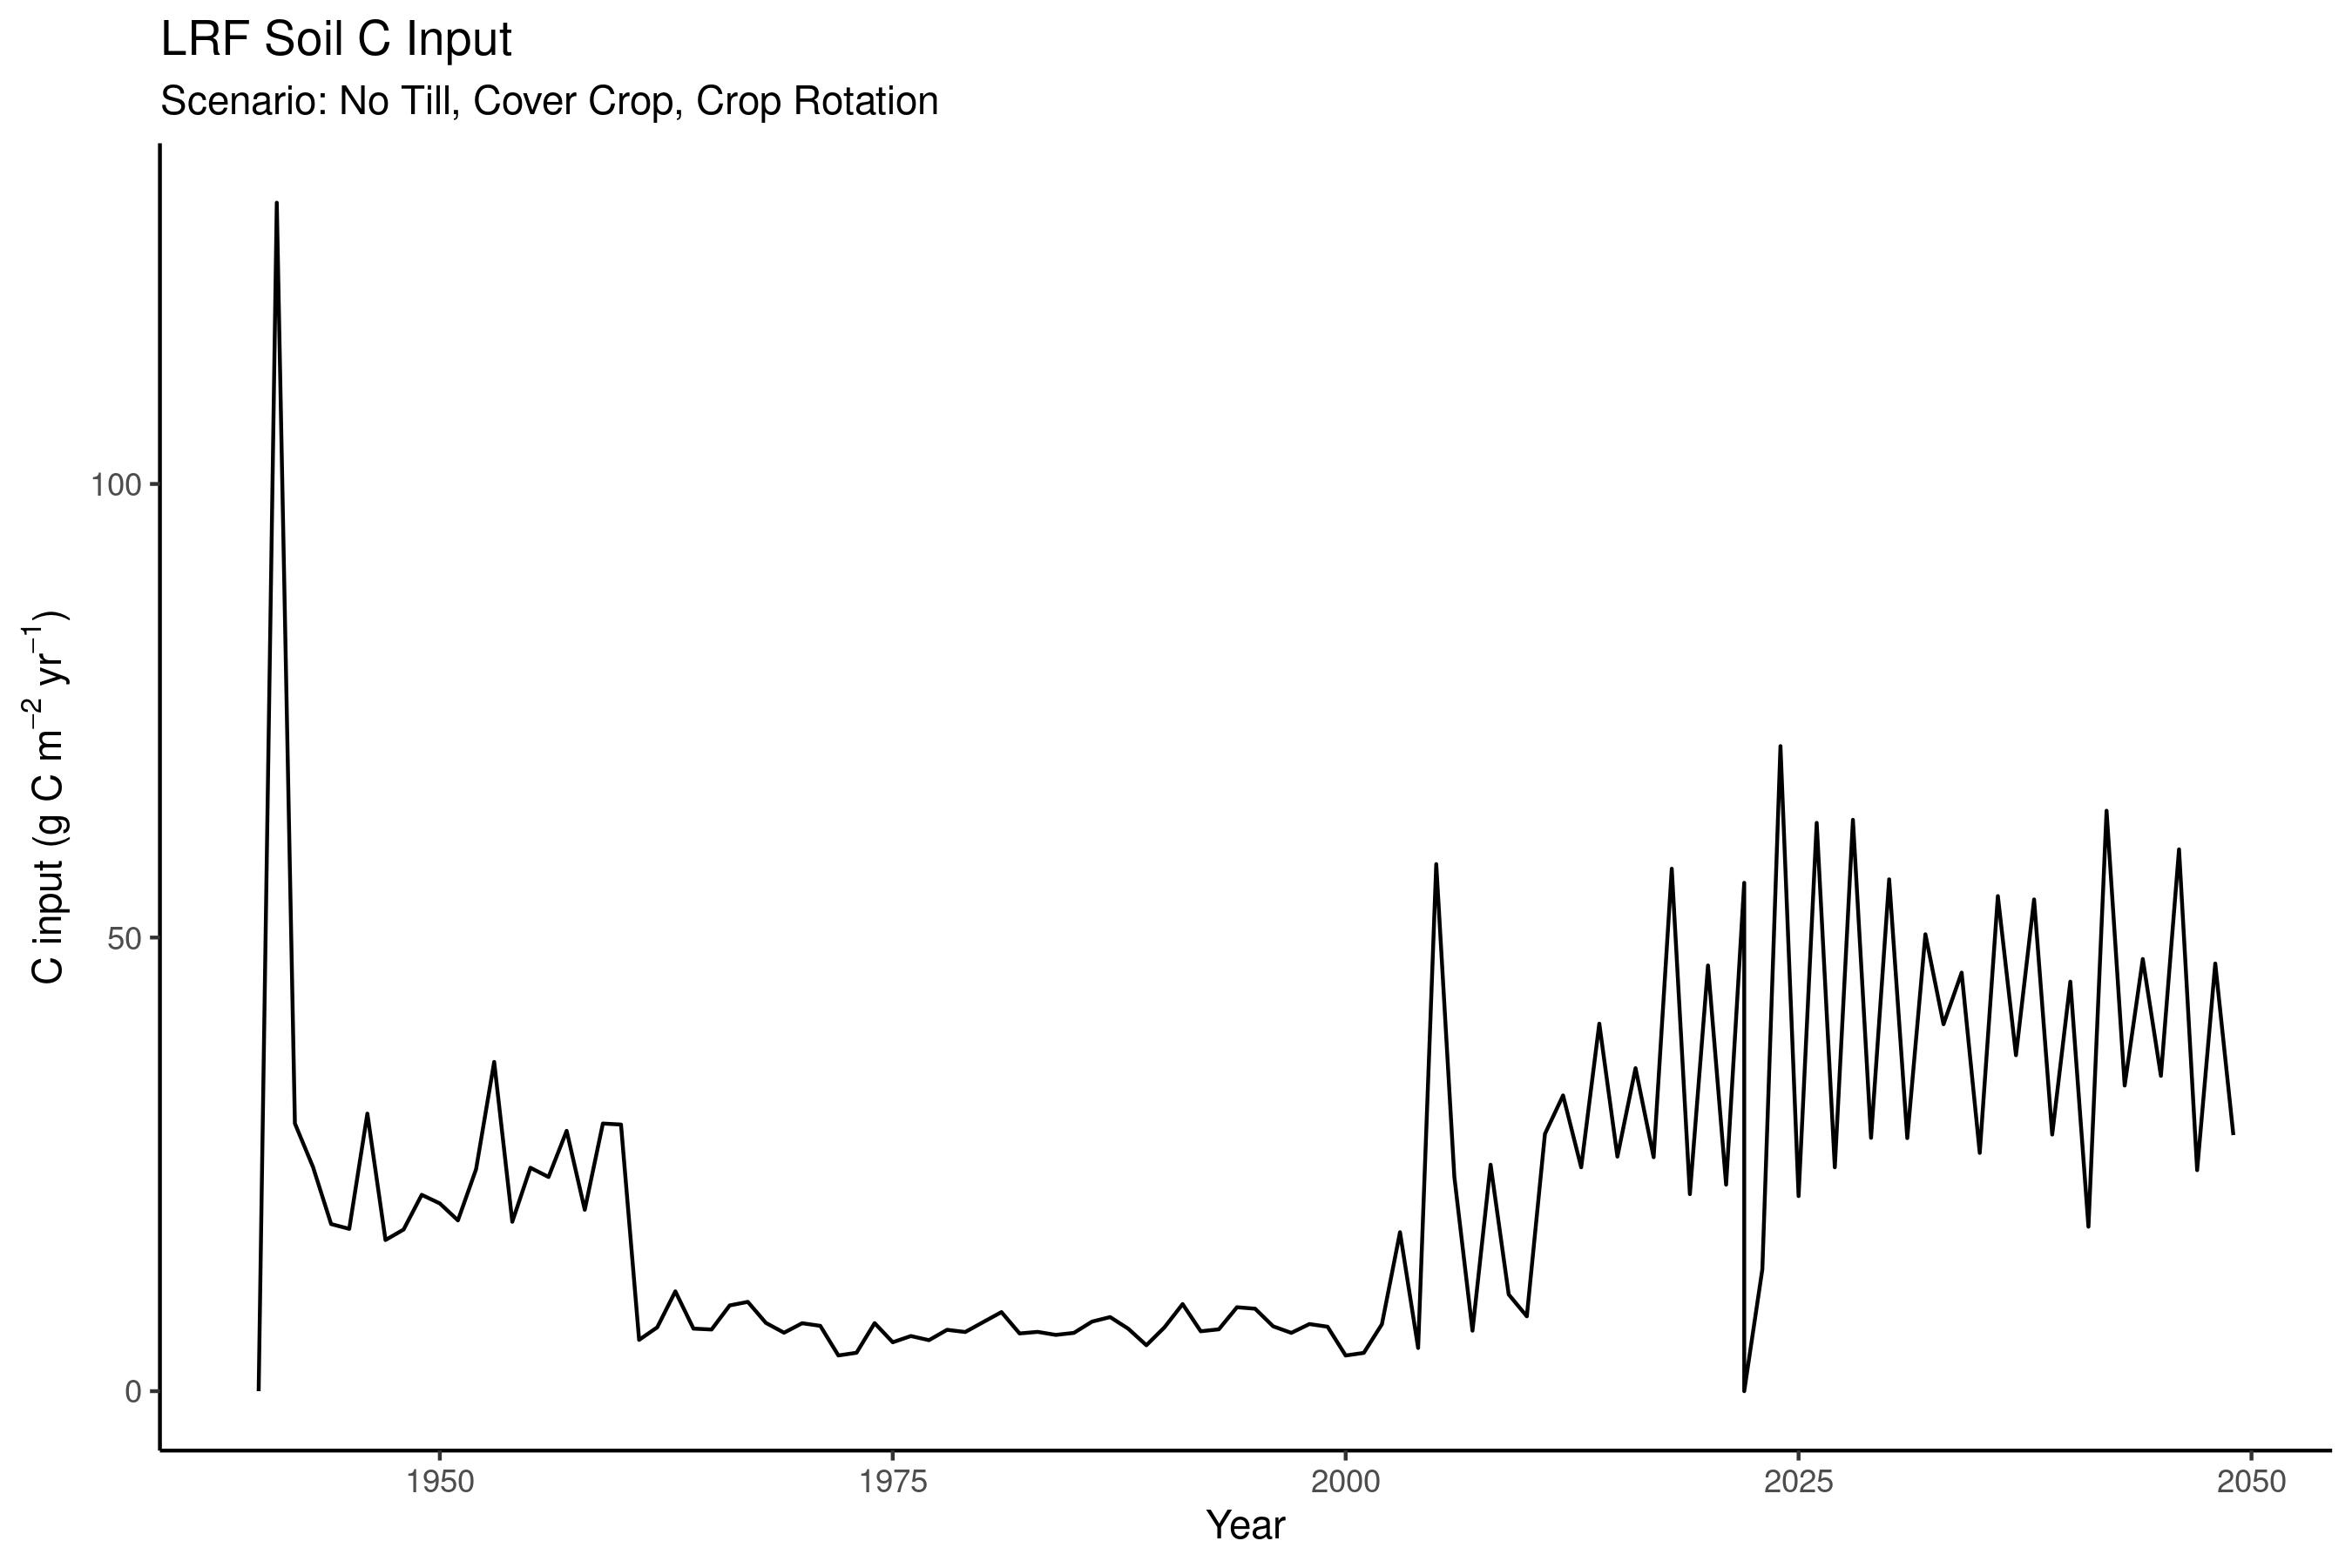 LRF Soil C Input
Scenario: No Till, Cover Crop, Crop Rotation
C input (g C m⁻² yr⁻¹)
100
50
0
1950 1975 2000 2025 2050
Year